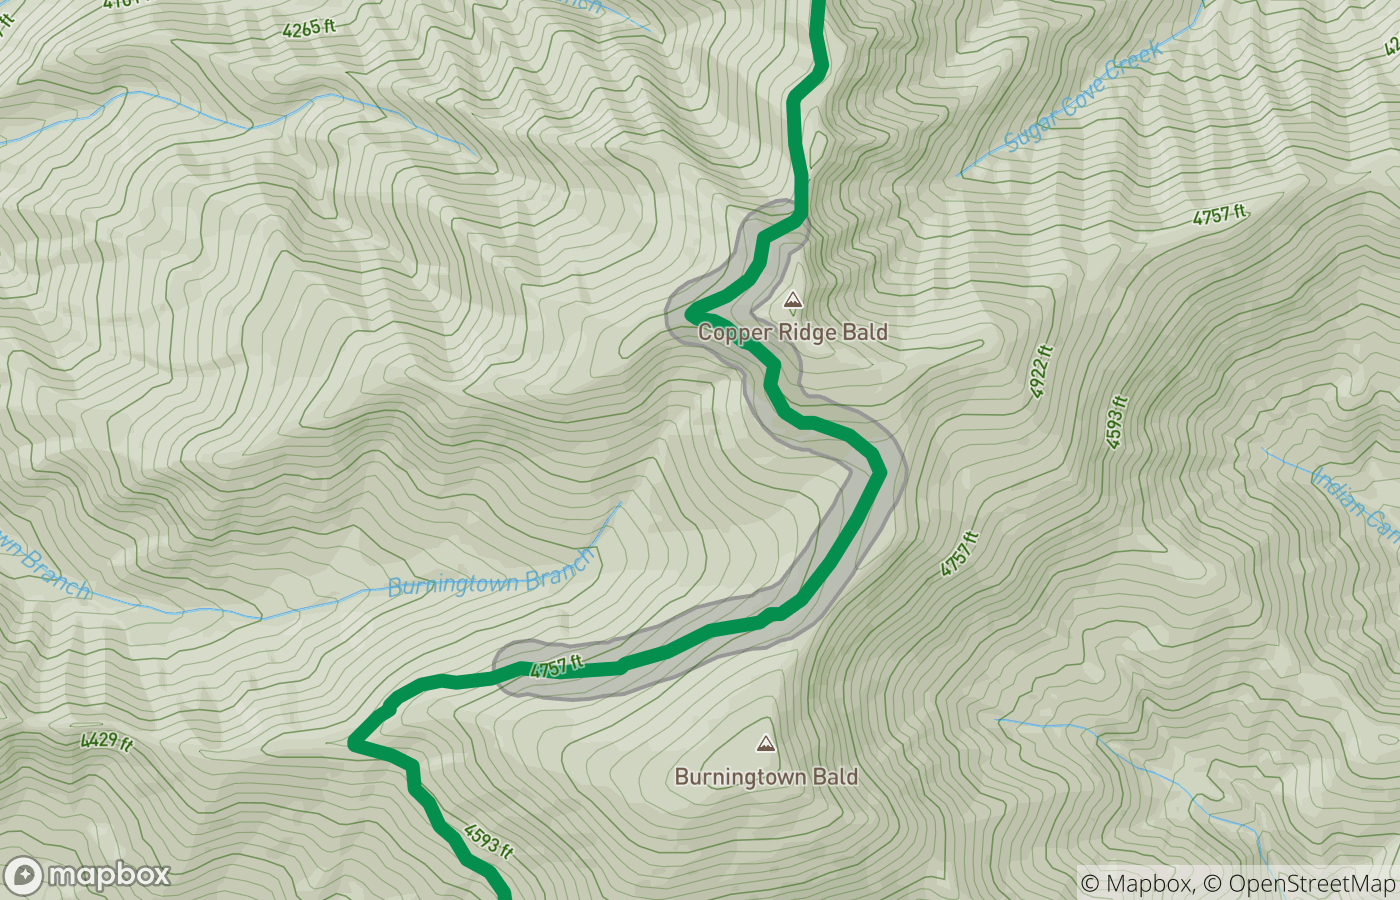 4265 ft
Sugar Cove Creek
4757 ft
Copper Ridge Bald
4922 ft
4593 ft
Indian Ca
4757 ft
Burningtown Branch
wn Branch
4757 ft
4429 ft
Burningtown Bald
4593 ft
mapbox
© Mapbox, © OpenStreetMap